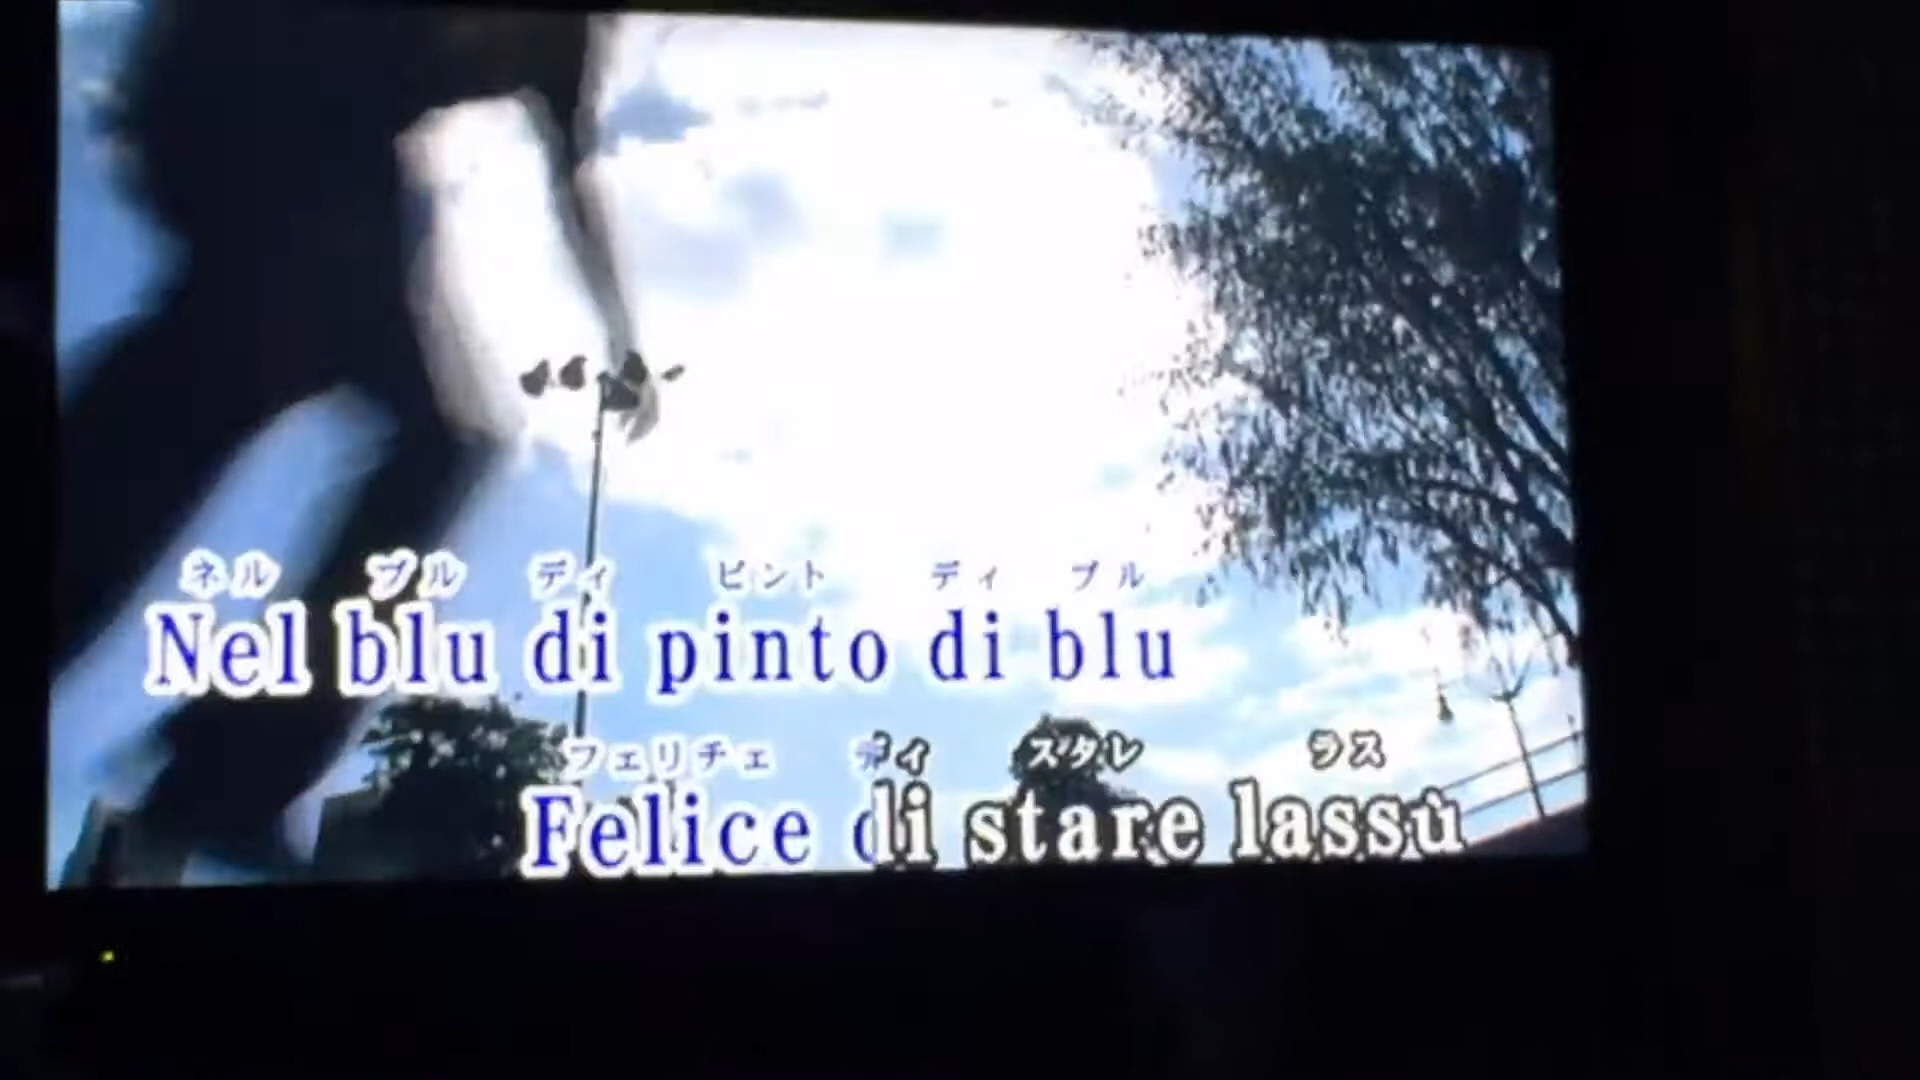 ネル ブル ディ ピント ディ ブル
Nel blu di pinto di blu
フェリチェ ディ スタレ ラス
Felice di stare lassù